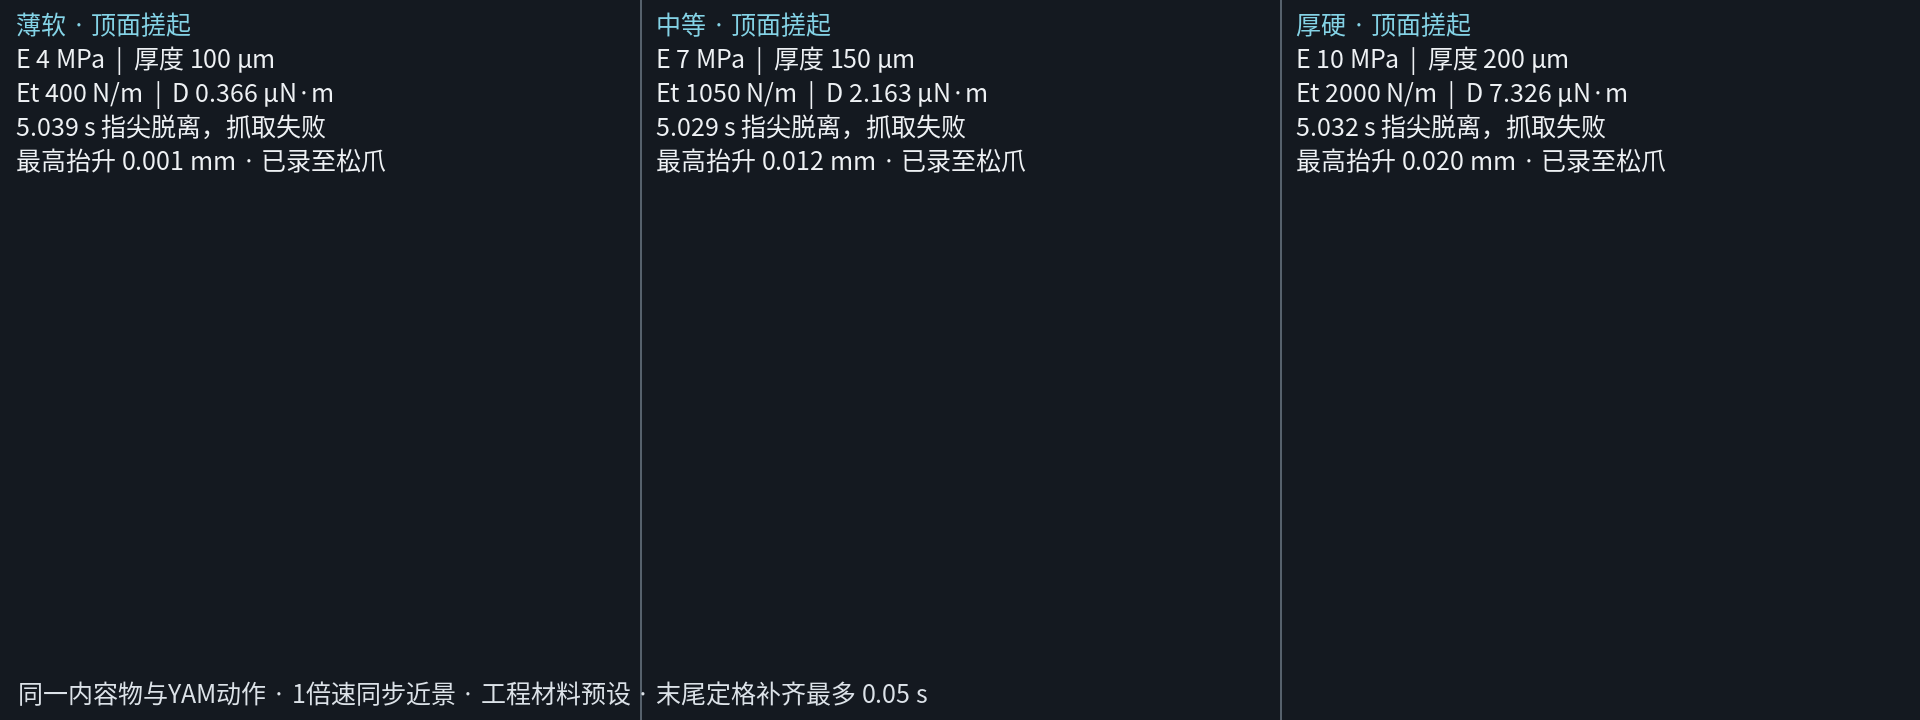 薄软 · 顶面搓起
E 4 MPa | 厚度 100 µm
Et 400 N/m | D 0.366 µN·m
5.039 s 指尖脱离，抓取失败
最高抬升 0.001 mm · 已录至松爪
中等 · 顶面搓起
E 7 MPa | 厚度 150 µm
Et 1050 N/m | D 2.163 µN·m
5.029 s 指尖脱离，抓取失败
最高抬升 0.012 mm · 已录至松爪
厚硬 · 顶面搓起
E 10 MPa | 厚度 200 µm
Et 2000 N/m | D 7.326 µN·m
5.032 s 指尖脱离，抓取失败
最高抬升 0.020 mm · 已录至松爪
同一内容物与YAM动作 · 1倍速同步近景 · 工程材料预设 · 末尾定格补齐最多 0.05 s